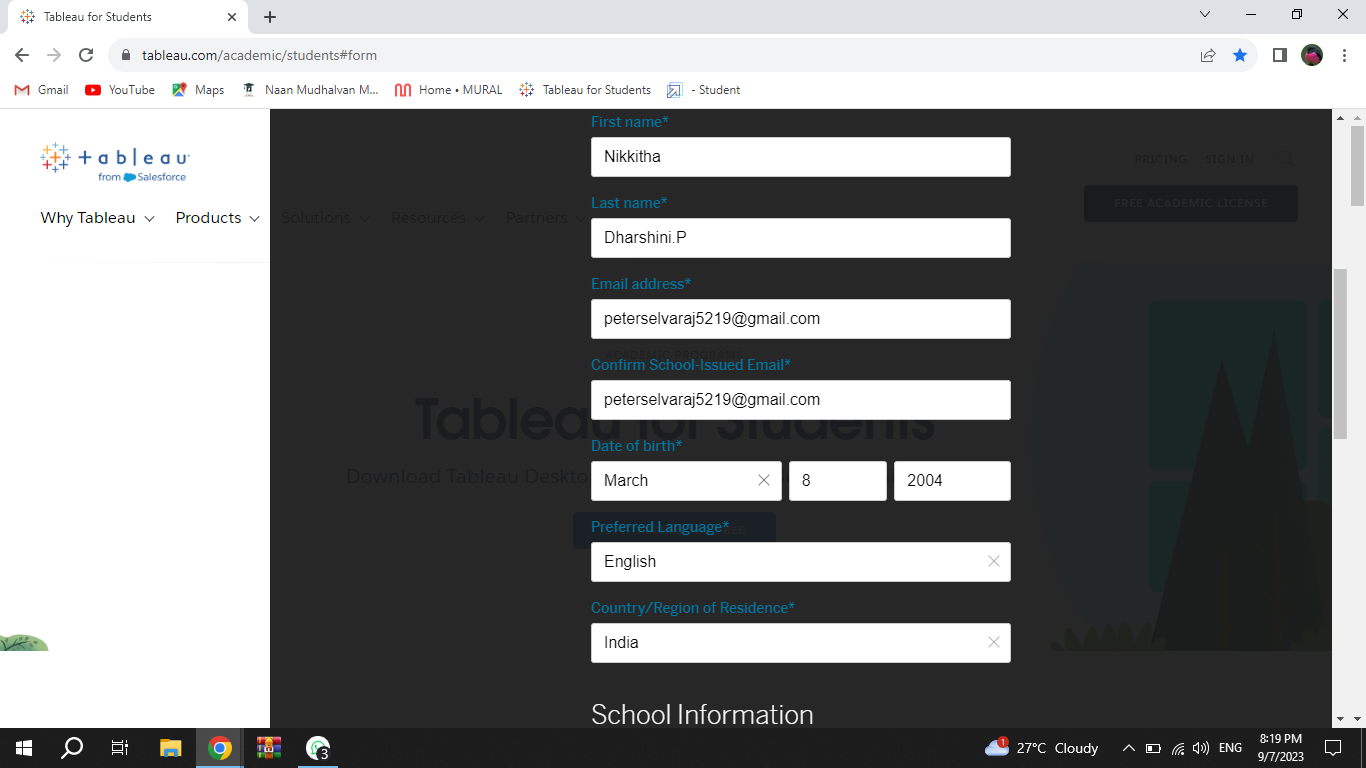 Tableau for Students
tableau.com/academic/students#form
Gmail
YouTube
Maps
Naan Mudhalvan M...
Home • MURAL
Tableau for Students
- Student
+ a b l e a u
from Salesforce
PRICING
SIGN IN
FREE ACADEMIC LICENSE
Why Tableau
Products
Solutions
Resources
Partners
First name*
Nikkitha
Last name*
Dharshini.P
Email address*
peterselvaraj5219@gmail.com
Confirm School-Issued Email*
peterselvaraj5219@gmail.com
Tableau for Students
Date of birth*
Download Tableau Deskto
March
8
2004
Preferred Language*
English
Country/Region of Residence*
India
School Information
3
1
27°C Cloudy
ENG
8:19 PM
9/7/2023